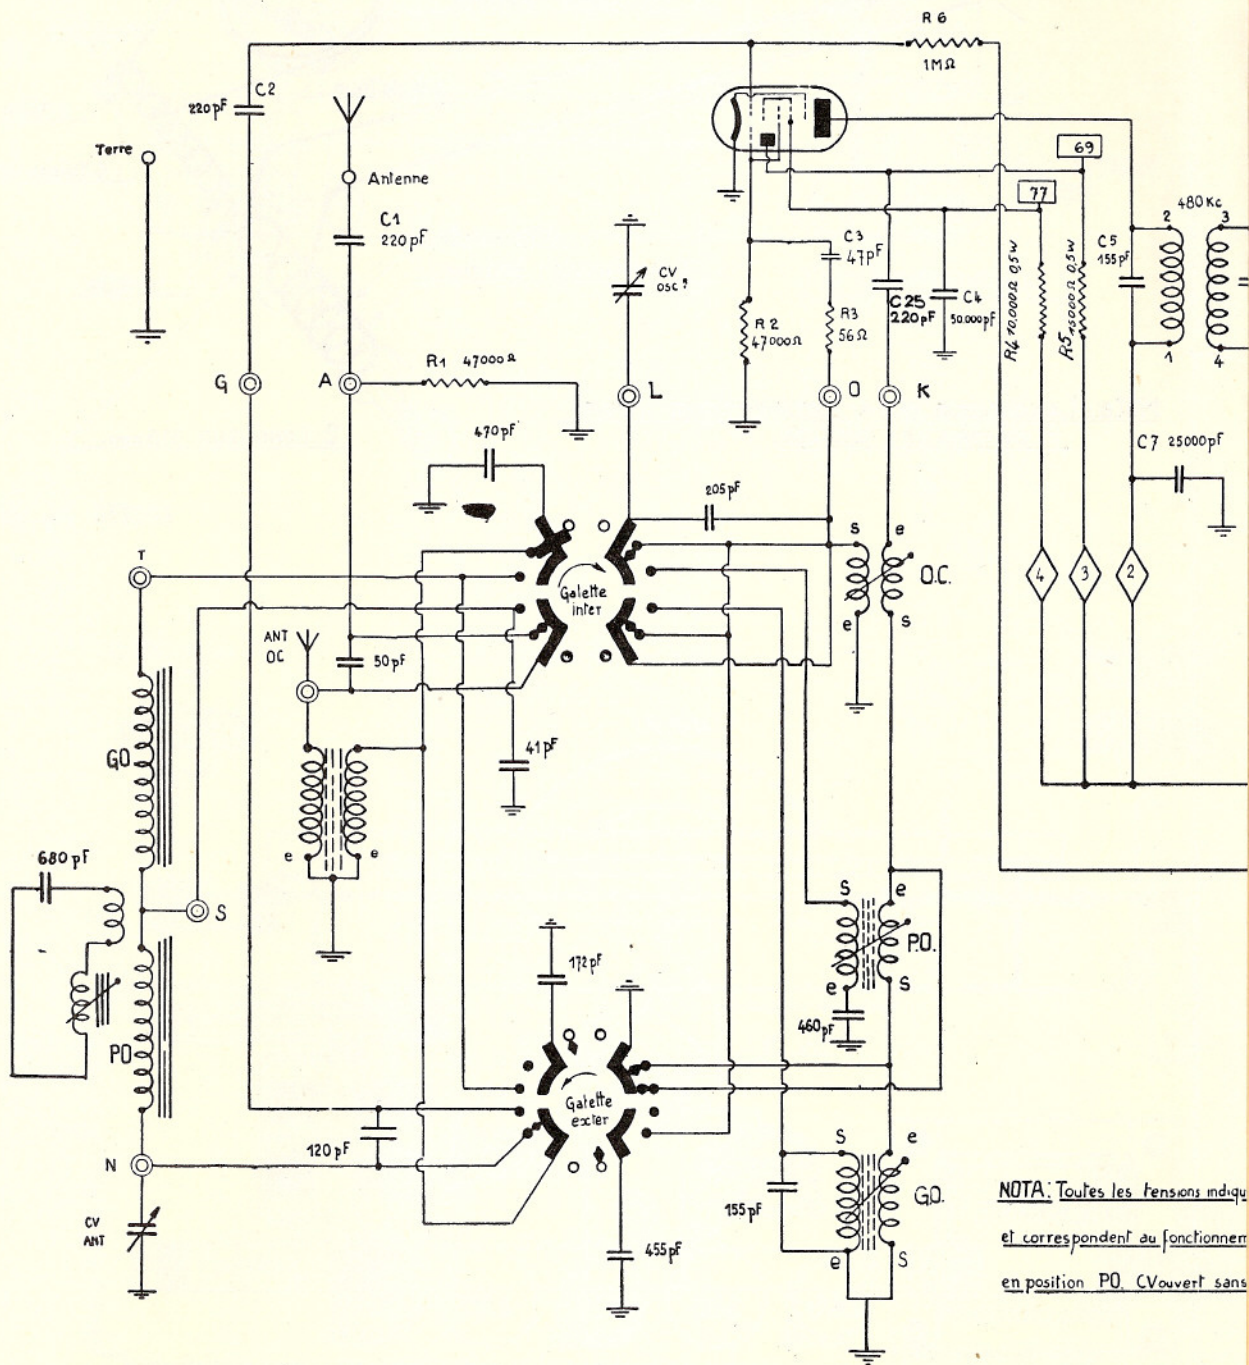 R 6
1MΩ
C2
220pF
Terre
Antenne
C1
220pF
69
77
480Kc
2
3
C5
155pF
1
4
CV
OSC
C3
47pF
R 2
47000Ω
R3
56Ω
C25
220pF
C4
50.000pF
R4 10.000Ω 0,5W
R5 15000Ω 0,5W
G
A
R1 47000Ω
L
O
K
470pF
205pF
C7 25000pF
T
Galette
inter
s
e
O.C.
e
s
4
3
2
ANT
OC
50pF
41pF
GO
e
e
680pF
S
PO
172pF
S
e
P.O.
e
S
460pF
Galette
exter
120pF
N
CV
ANT
455pF
155pF
S
e
G.O.
e
S
NOTA: Toutes les tensions indiqu
et correspondent au fonctionnem
en position PO. CV ouvert sans